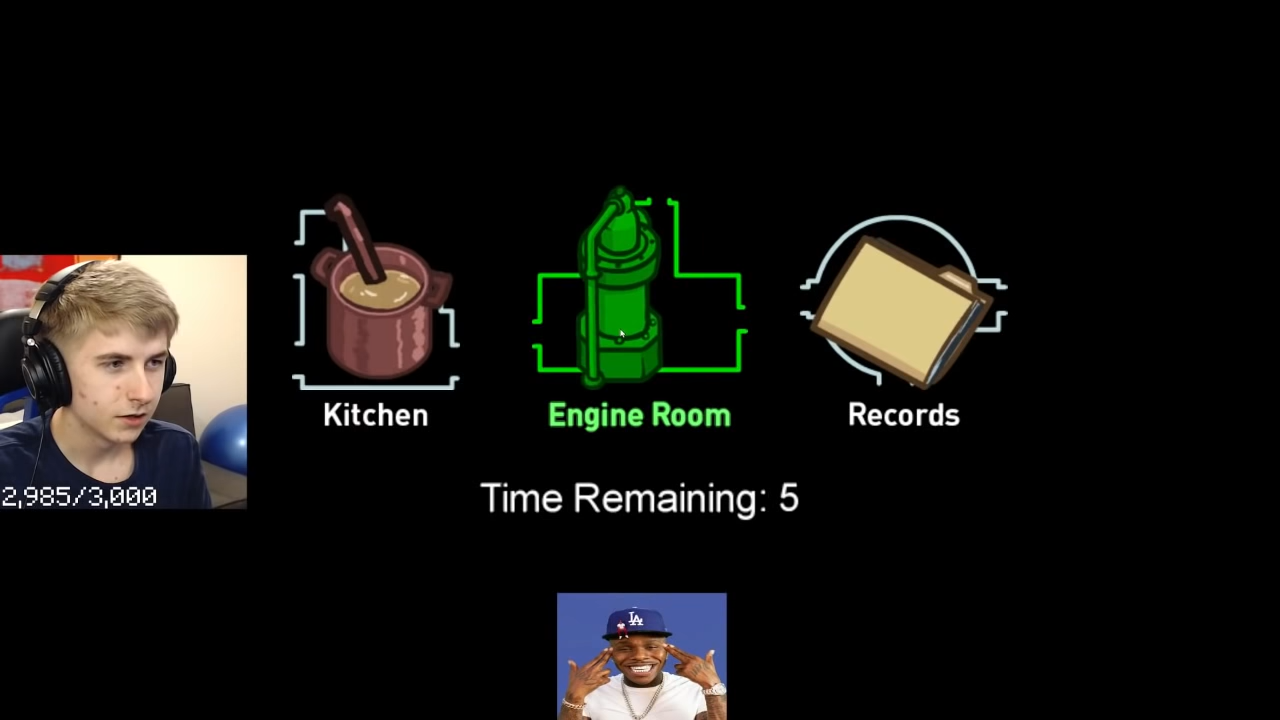 Kitchen
Engine Room
Records
2,985/3,000
Time Remaining: 5
LA